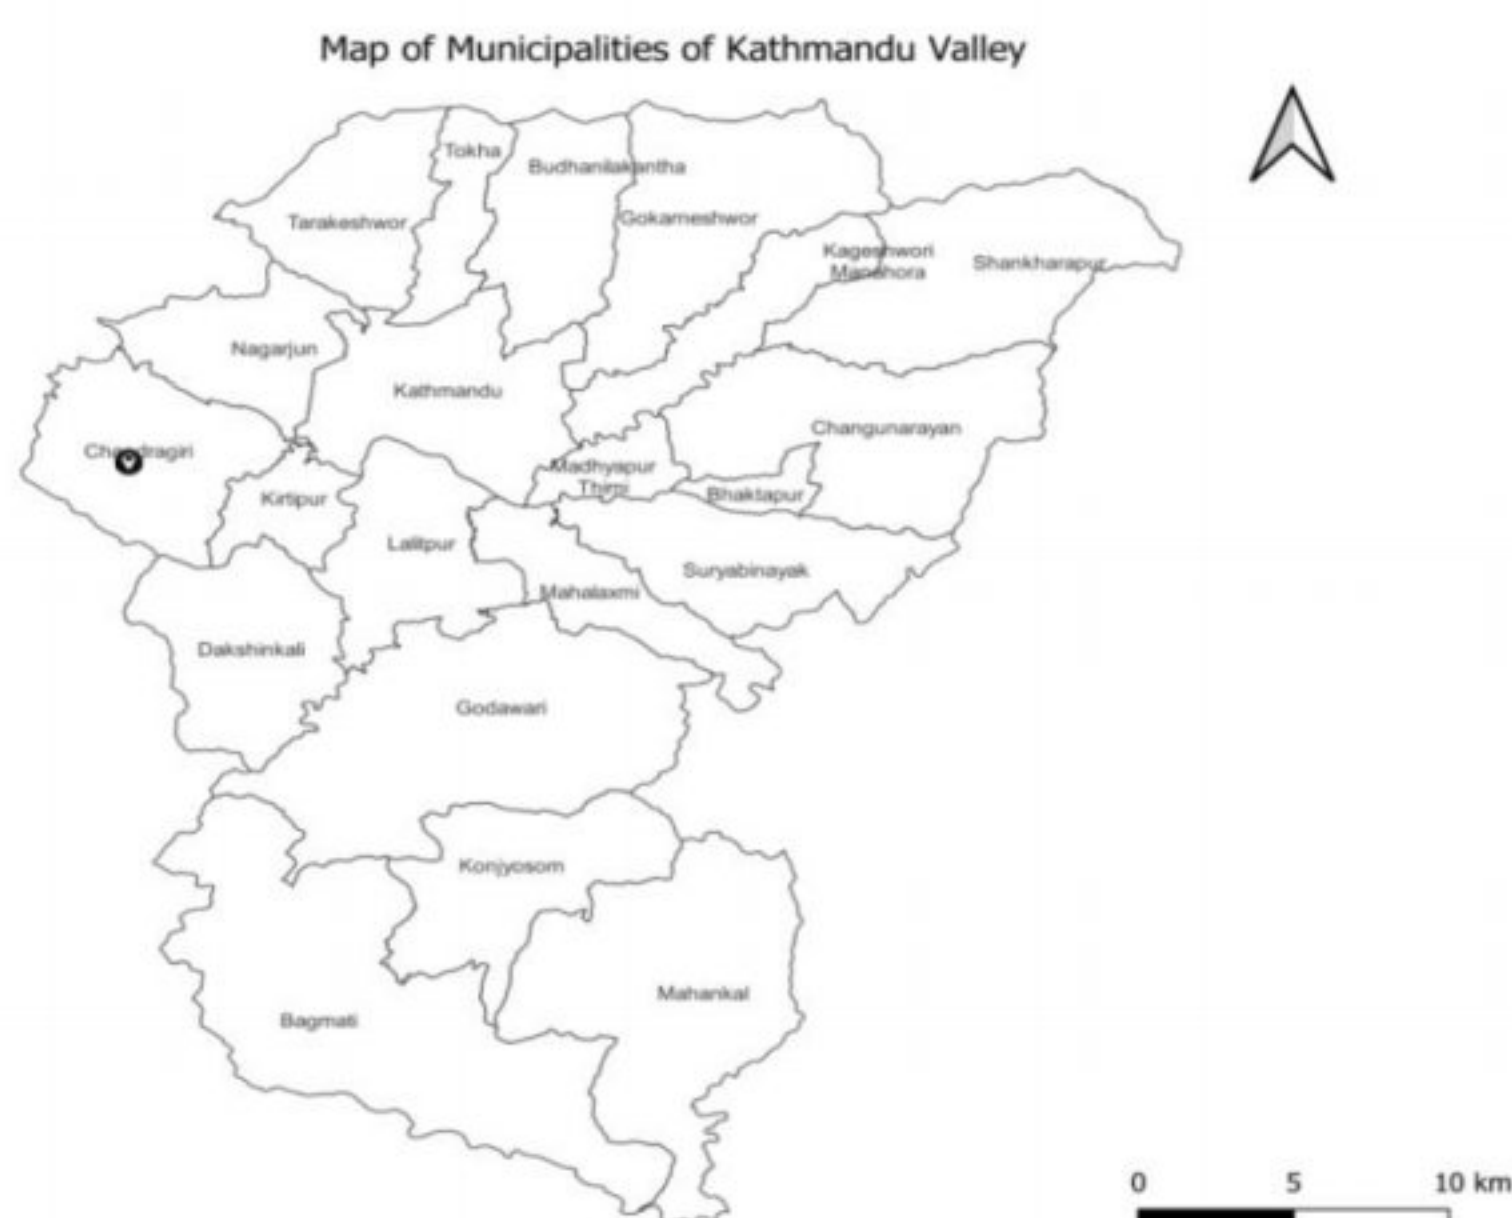 Map of Municipalities of Kathmandu Valley
Tokha
Budhanilakantha
Tarakeshwor
Gokarneshwor
Kageshwori
Manohora
Shankharapur
Nagarjun
Kathmandu
Changunarayan
Chandragiri
Madhyapur
Thimi
Kirtipur
Bhaktapur
Lalitpur
Suryabinayak
Mahalaxmi
Dakshinkali
Godawari
Konjyosom
Mahankal
Bagmati
0 5 10 km